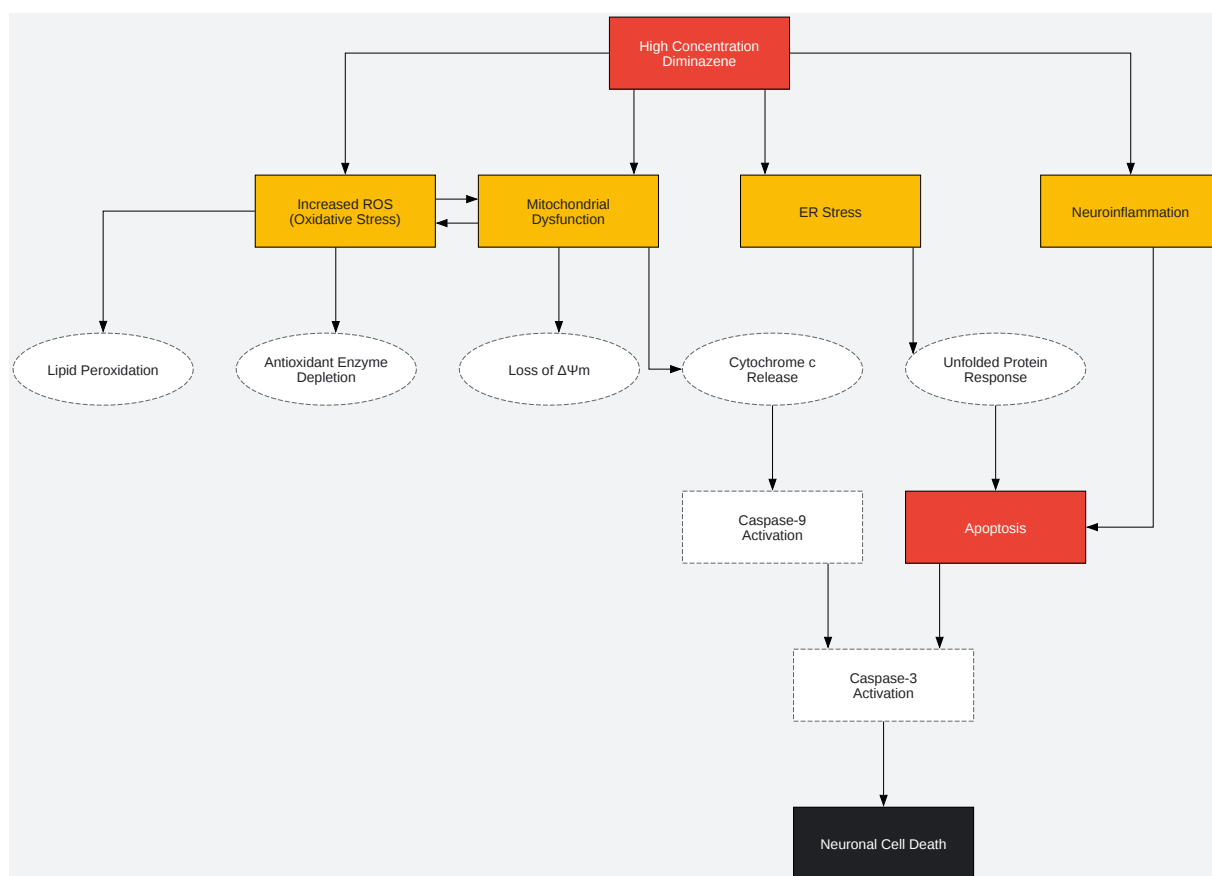 High Concentration
Diminazene
Increased ROS
(Oxidative Stress)
Mitochondrial
Dysfunction
ER Stress
Neuroinflammation
Lipid Peroxidation
Antioxidant Enzyme
Depletion
Loss of ΔΨm
Cytochrome c
Release
Unfolded Protein
Response
Caspase-9
Activation
Apoptosis
Caspase-3
Activation
Neuronal Cell Death